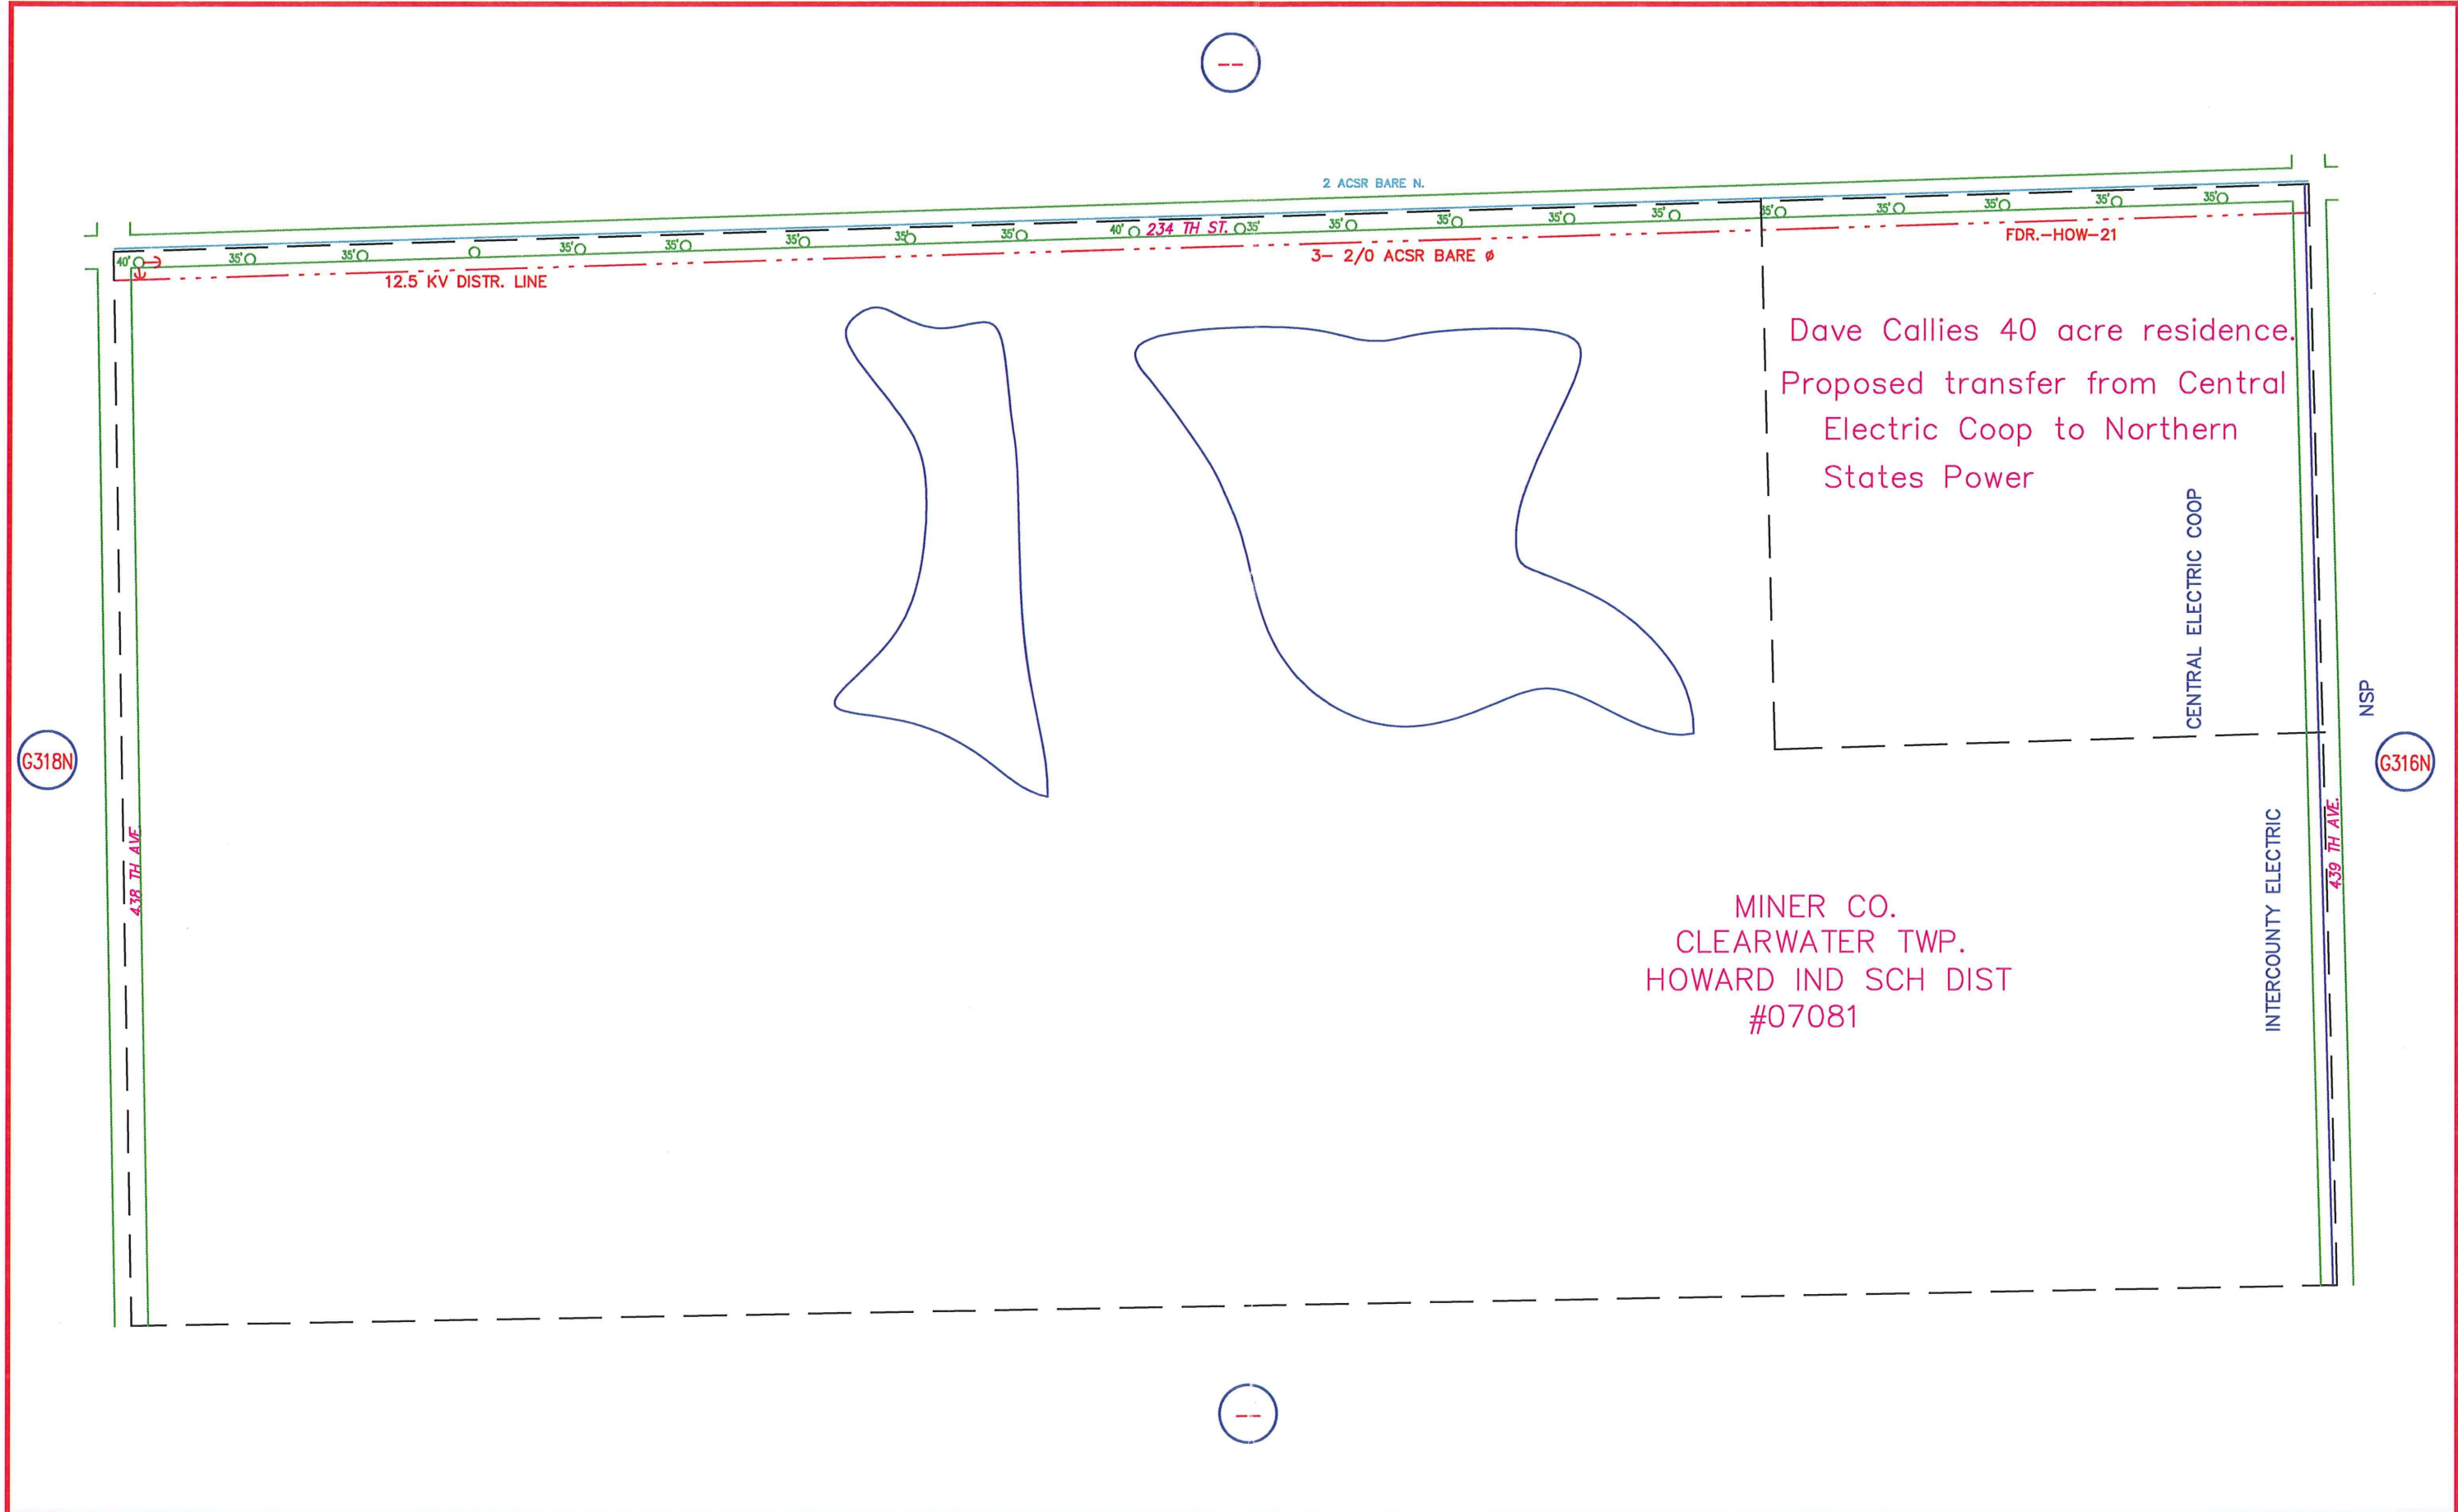 --
2 ACSR BARE N.
40' 35' 35' 35' 35' 35' 35' 35' 40' 234 TH ST. 35' 35' 35' 35' 35' 35' 35' 35' 35' 35'
12.5 KV DISTR. LINE
3- 2/0 ACSR BARE ø
FDR.-HOW-21
Dave Callies 40 acre residence.
Proposed transfer from Central
Electric Coop to Northern
States Power
CENTRAL ELECTRIC COOP
NSP
G318N
G316N
438 TH AVE.
439 TH AVE.
INTERCOUNTY ELECTRIC
MINER CO.
CLEARWATER TWP.
HOWARD IND SCH DIST
#07081
--